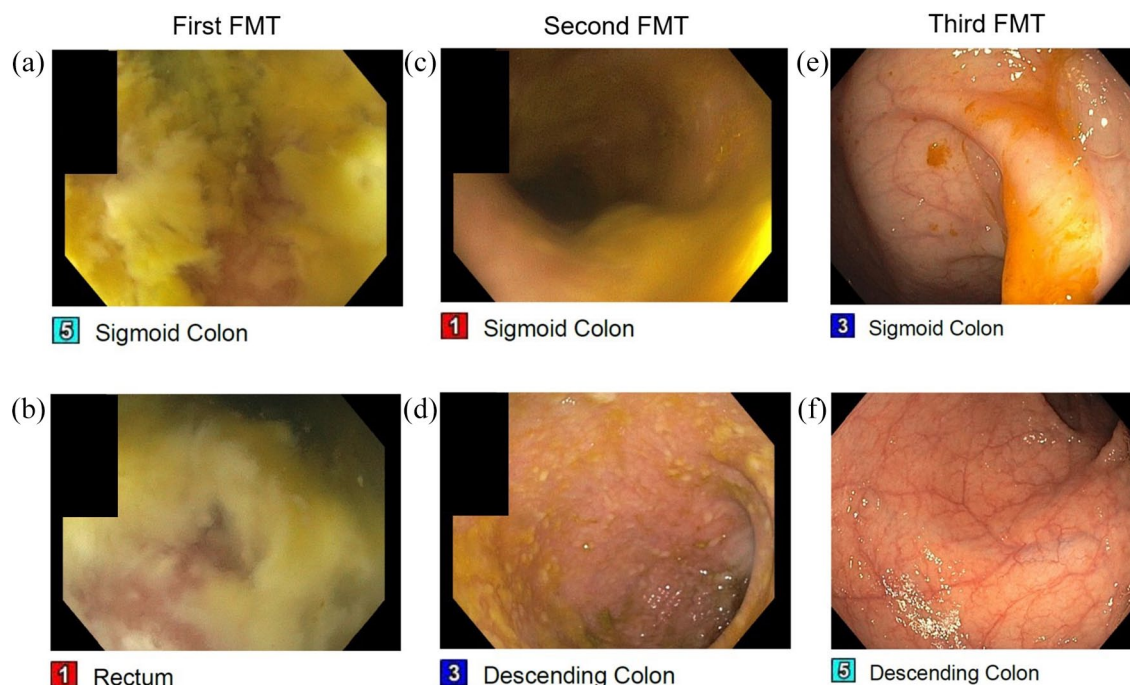 First FMT
Second FMT
Third FMT
(a)
(c)
(e)
5 Sigmoid Colon
1 Sigmoid Colon
3 Sigmoid Colon
(b)
(d)
(f)
1 Rectum
3 Descending Colon
5 Descending Colon